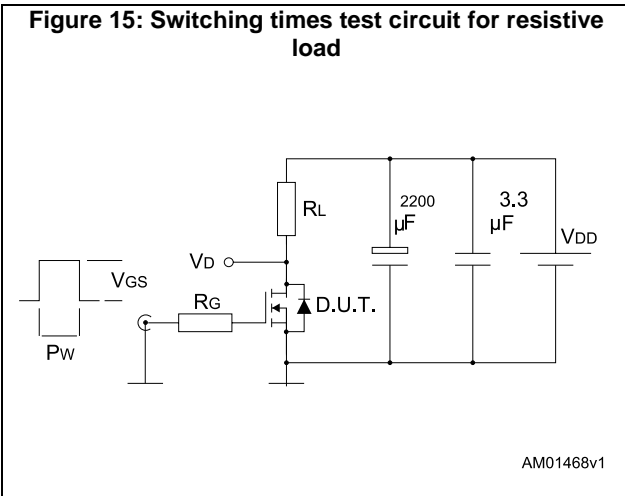 Figure 15: Switching times test circuit for resistive
load
2200
µF
3.3
µF
RL
VDD
VD
VGS
RG
D.U.T.
PW
AM01468v1